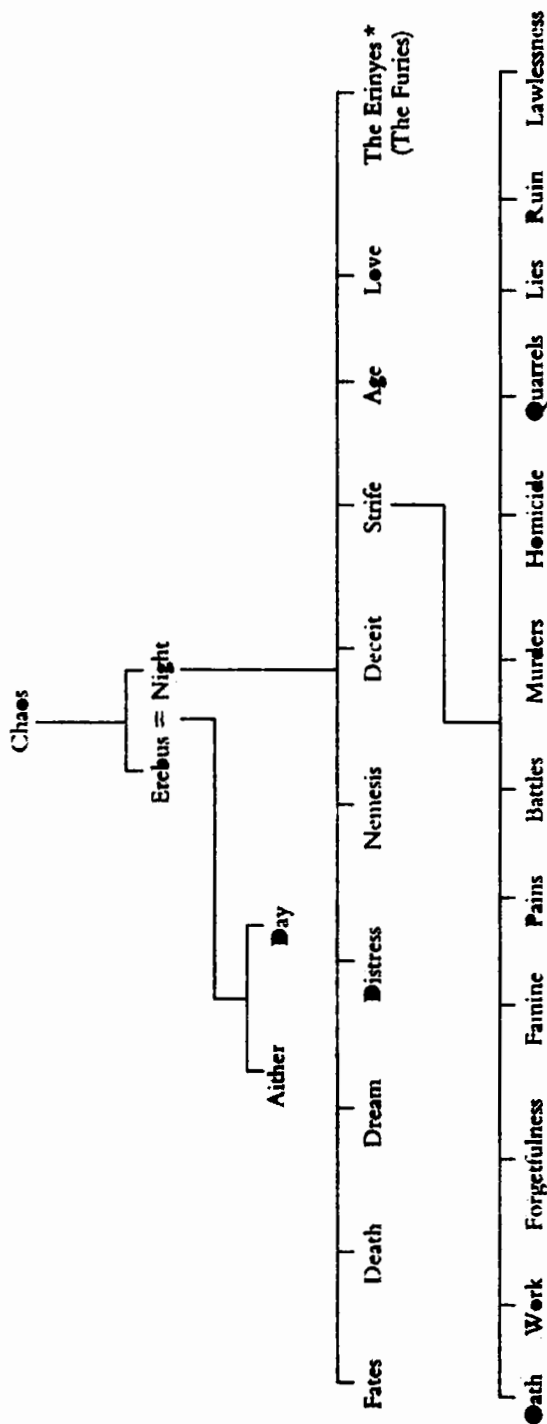 Chaos
Erebus = Night
Aither Day
Fates Death Dream Distress Nemesis Deceit Strife Age Love The Erinyes*
(The Furies)
Oath Work Forgetfulness Famine Pains Battles Murders Homicide Quarrels Lies Ruin Lawlessness